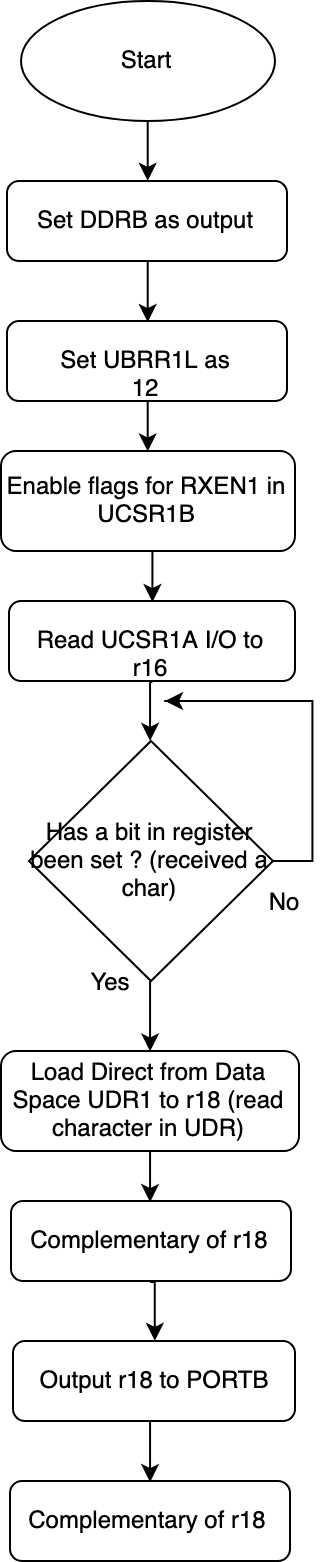 Start
Set DDRB as output
Set UBRR1L as
12
Enable flags for RXEN1 in
UCSR1B
Read UCSR1A I/O to
r16
Has a bit in register
been set ? (received a
char)
No
Yes
Load Direct from Data
Space UDR1 to r18 (read
character in UDR)
Complementary of r18
Output r18 to PORTB
Complementary of r18